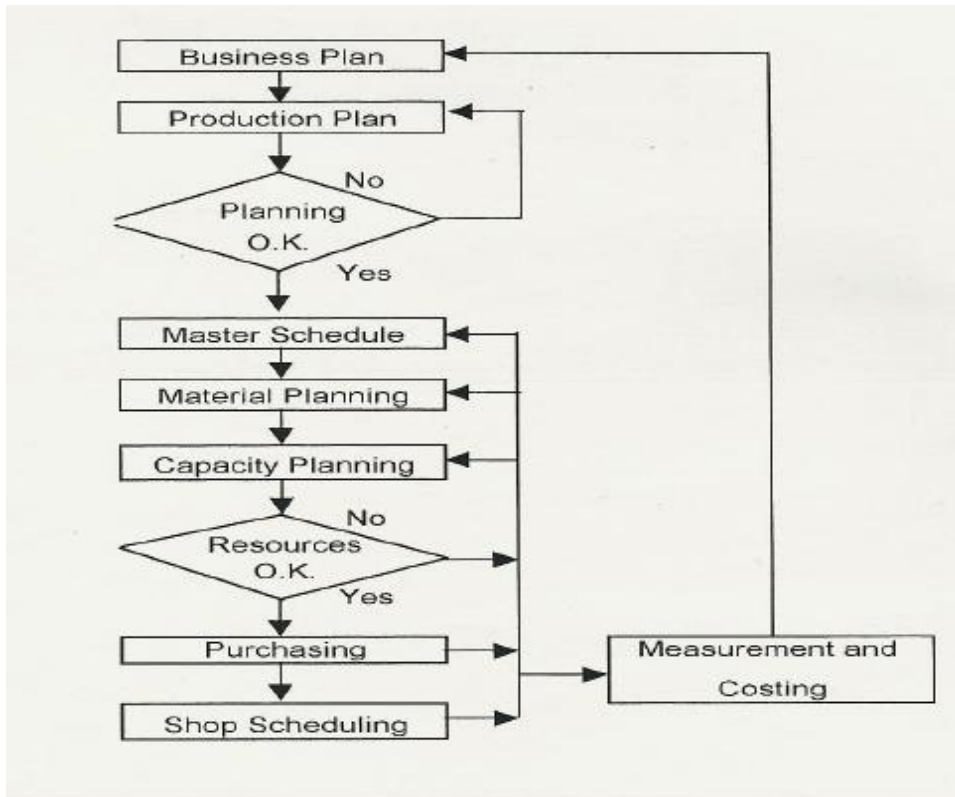 Business Plan
Production Plan
No
Planning
O.K.
Yes
Master Schedule
Material Planning
Capacity Planning
No
Resources
O.K.
Yes
Purchasing
Measurement and
Costing
Shop Scheduling